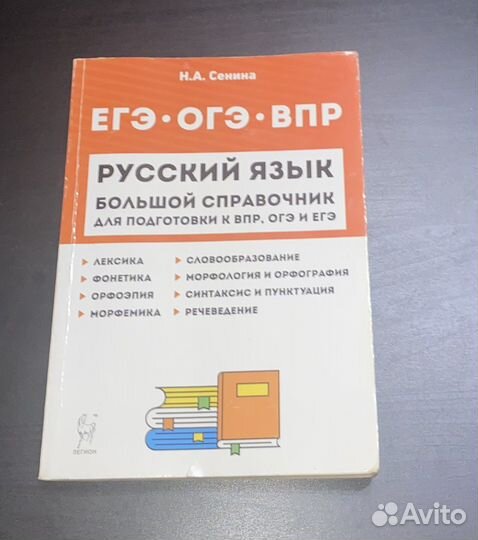 Н.А. Сенина
ЕГЭ • ОГЭ • ВПР
РУССКИЙ ЯЗЫК
БОЛЬШОЙ СПРАВОЧНИК
ДЛЯ ПОДГОТОВКИ К ВПР, ОГЭ И ЕГЭ
ЛЕКСИКА
ФОНЕТИКА
ОРФОЭПИЯ
МОРФЕМИКА
СЛОВООБРАЗОВАНИЕ
МОРФОЛОГИЯ И ОРФОГРАФИЯ
СИНТАКСИС И ПУНКТУАЦИЯ
РЕЧЕВЕДЕНИЕ
ЛЕГИОН
Avito